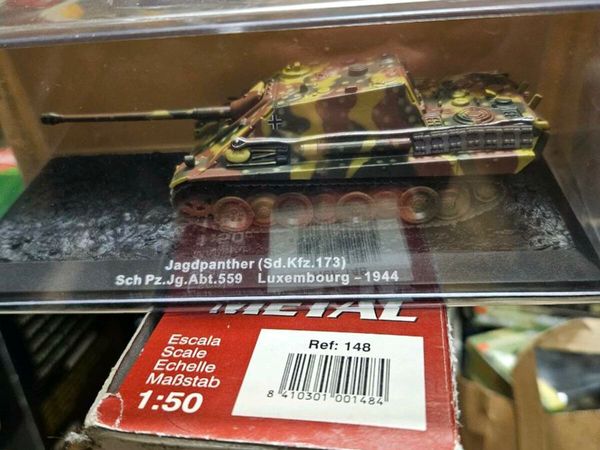 Jagdpanther (Sd.Kfz.173)
Sch Pz.Jg.Abt.559 Luxembourg - 1944
METAL
Escala
Scale
Echelle
Maßstab
1:50
Ref: 148
8 410301 001484